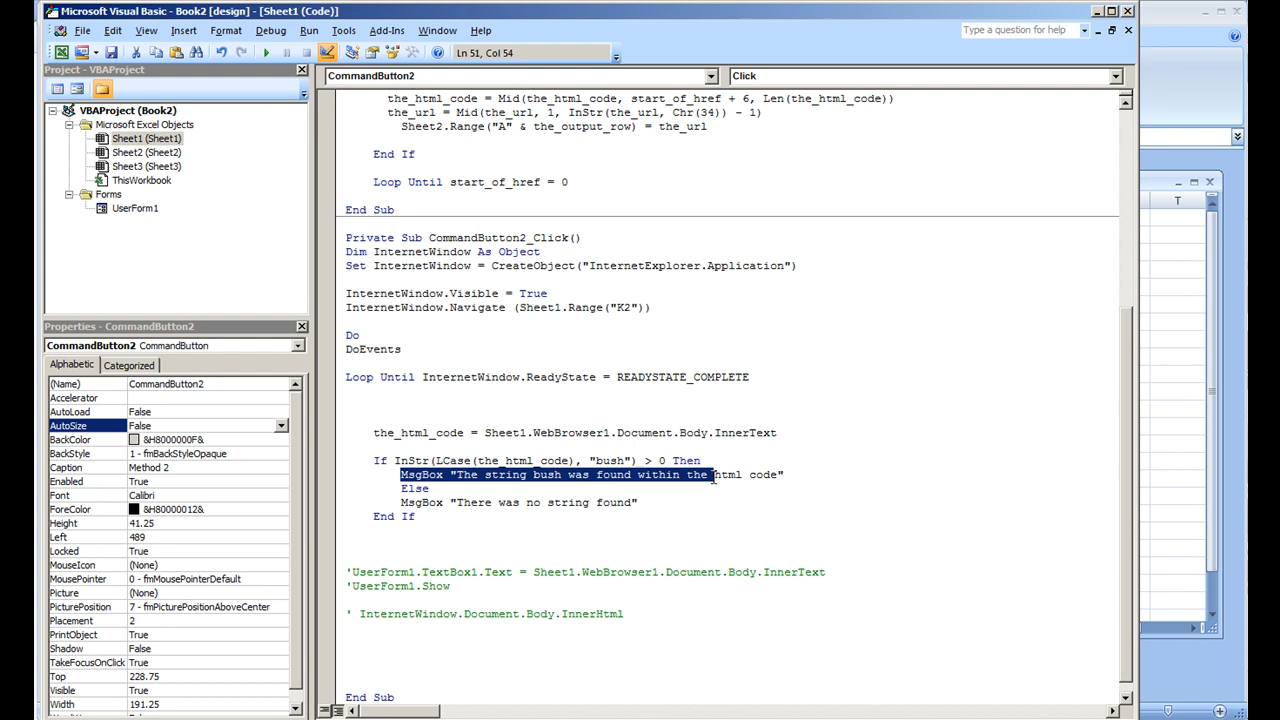 Microsoft Visual Basic - Book2 [design] - [Sheet1 (Code)]
File Edit View Insert Format Debug Run Tools Add-Ins Window Help
Type a question for help
Ln 51, Col 54
Project - VBAProject
CommandButton2
Click
VBAProject (Book2)
Microsoft Excel Objects
Sheet1 (Sheet1)
Sheet2 (Sheet2)
Sheet3 (Sheet3)
ThisWorkbook
Forms
UserForm1
Properties - CommandButton2
CommandButton2 CommandButton
Alphabetic Categorized
(Name) CommandButton2
Accelerator
AutoLoad False
AutoSize False
BackColor &H8000000F&
BackStyle 1 - fmBackStyleOpaque
Caption Method 2
Enabled True
Font Calibri
ForeColor &H80000012&
Height 41.25
Left 489
Locked True
MouseIcon (None)
MousePointer 0 - fmMousePointerDefault
Picture (None)
PicturePosition 7 - fmPicturePositionAboveCenter
Placement 2
PrintObject True
Shadow False
TakeFocusOnClick True
Top 228.75
Visible True
Width 191.25
the_html_code = Mid(the_html_code, start_of_href + 6, Len(the_html_code))
the_url = Mid(the_url, 1, InStr(the_url, Chr(34)) - 1)
Sheet2.Range("A" & the_output_row) = the_url
End If
Loop Until start_of_href = 0
End Sub
Private Sub CommandButton2_Click()
Dim InternetWindow As Object
Set InternetWindow = CreateObject("InternetExplorer.Application")
InternetWindow.Visible = True
InternetWindow.Navigate (Sheet1.Range("K2"))
Do
DoEvents
Loop Until InternetWindow.ReadyState = READYSTATE_COMPLETE
the_html_code = Sheet1.WebBrowser1.Document.Body.InnerText
If InStr(LCase(the_html_code), "bush") > 0 Then
MsgBox "The string bush was found within the html code"
Else
MsgBox "There was no string found"
End If
'UserForm1.TextBox1.Text = Sheet1.WebBrowser1.Document.Body.InnerText
'UserForm1.Show
' InternetWindow.Document.Body.InnerHtml
End Sub
T